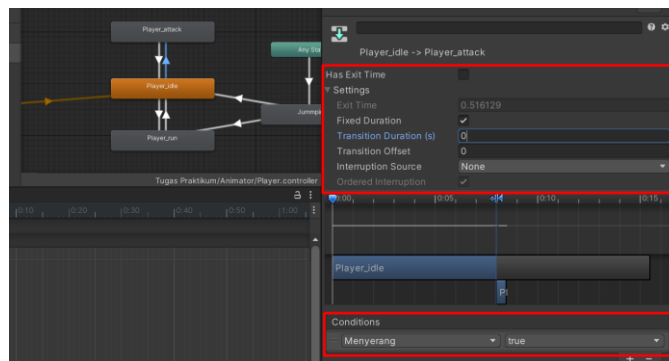 Player_attack
Any Sta
Player_idle
Jummpi
Player_run
Tugas Praktikum/Animator/Player.controller
0:10 0:20 0:30 0:40 0:50 1:00
Player_idle -> Player_attack
Has Exit Time
Settings
Exit Time 0.516129
Fixed Duration
Transition Duration (s) 0
Transition Offset 0
Interruption Source None
Ordered Interruption
0:00 0:05 0:10 0:15
Player_idle
Pl
Conditions
Menyerang true